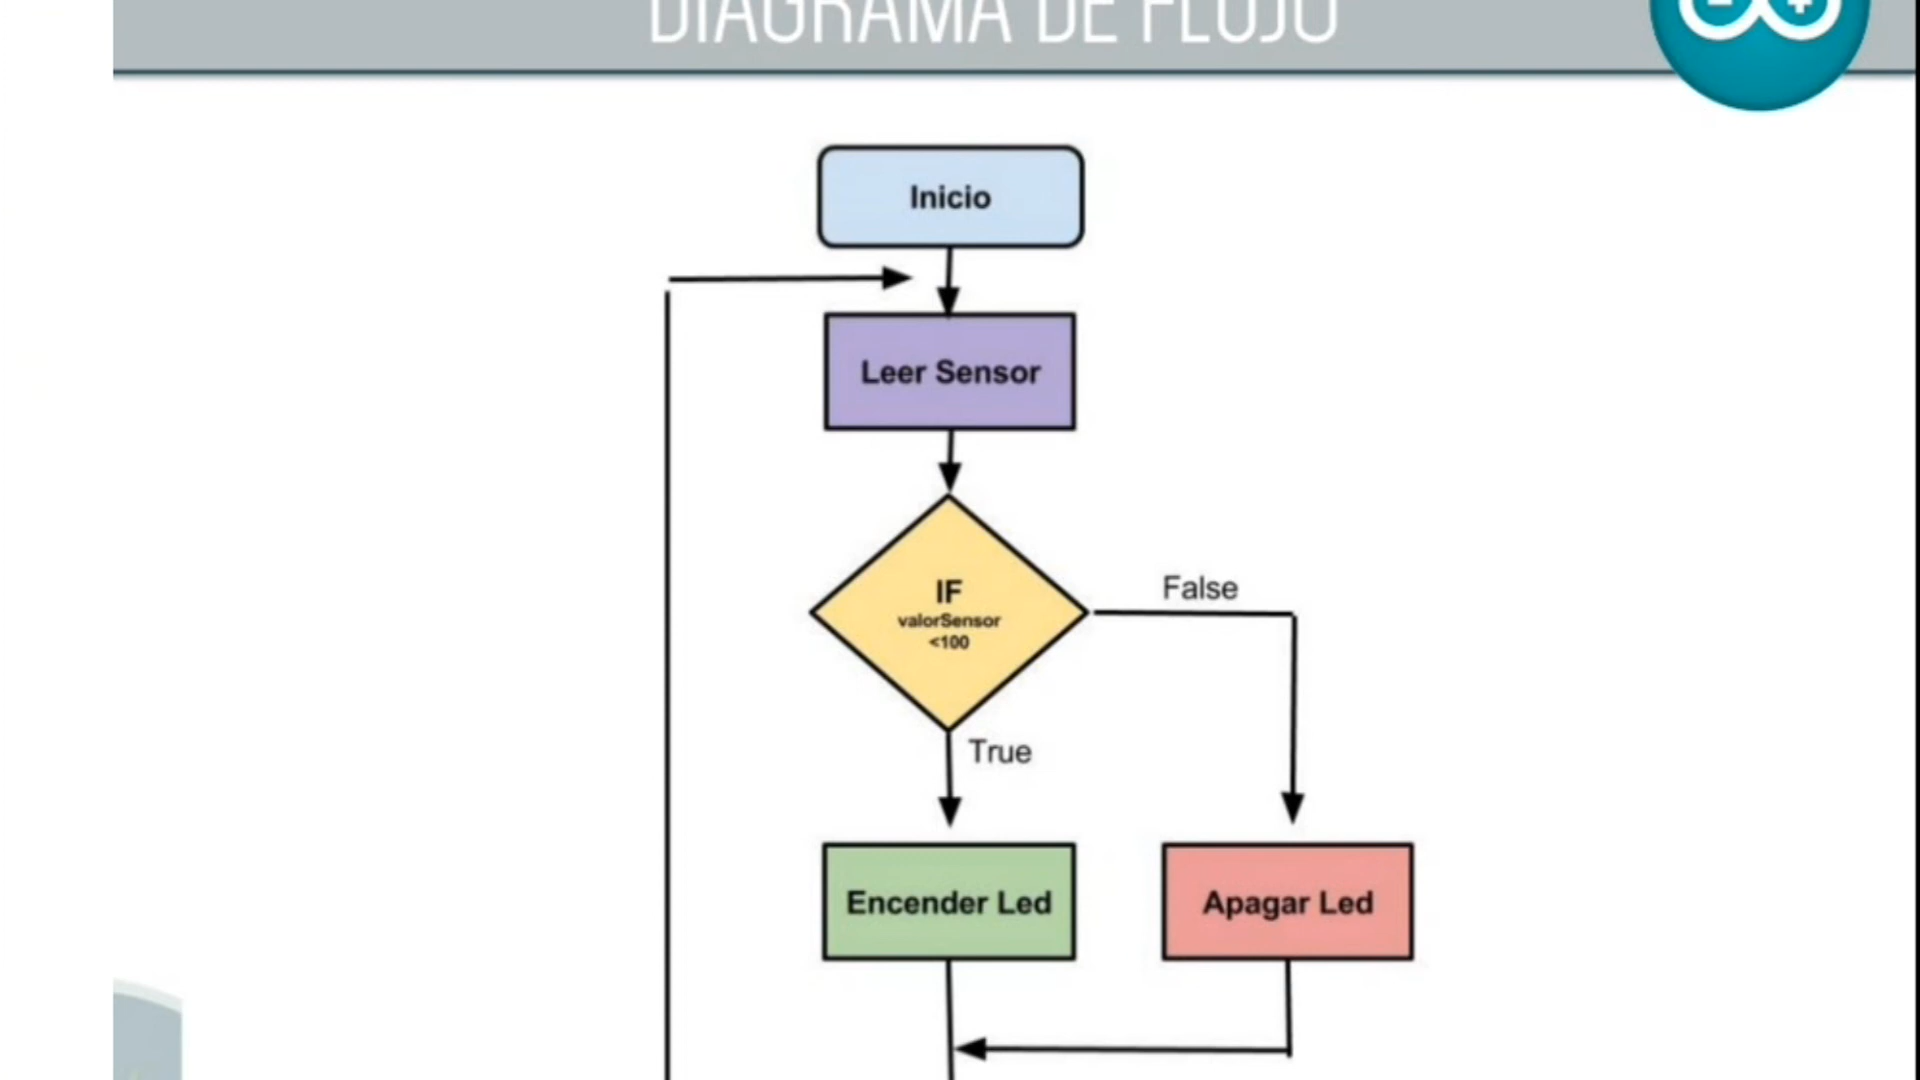 DIAGRAMA DE FLUJO
Inicio
Leer Sensor
IF
valorSensor
<100
False
True
Encender Led
Apagar Led